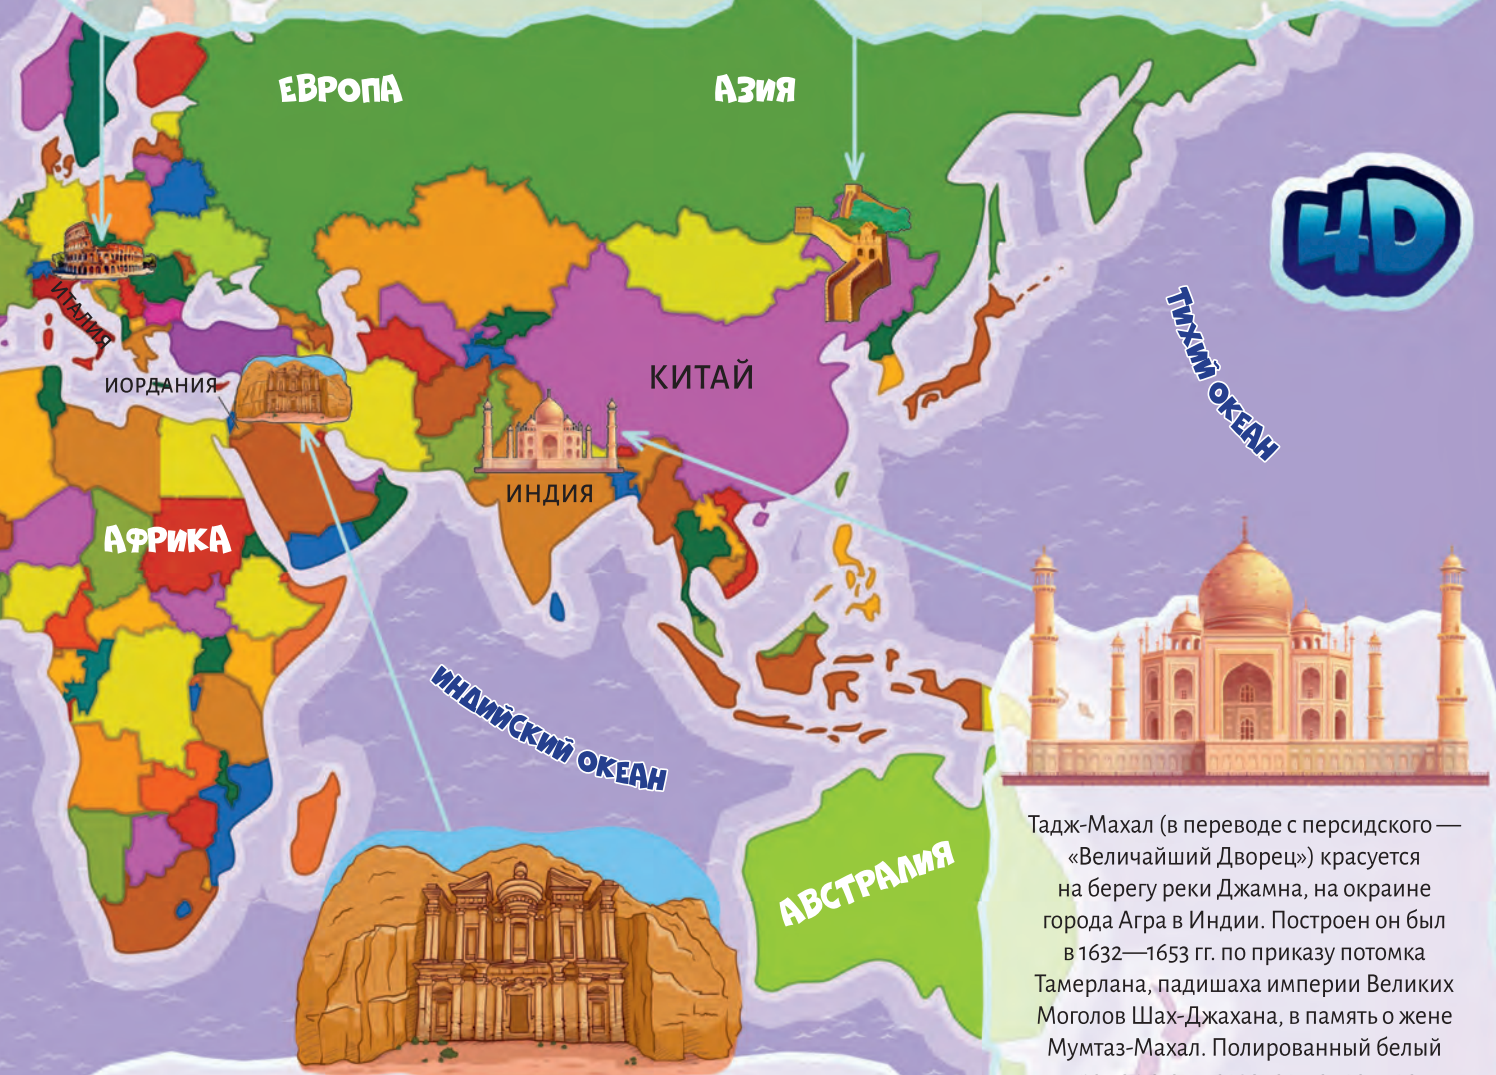 ЕВРОПА
АЗИЯ
4D
ТИХИЙ ОКЕАН
ИТАЛИЯ
ИОРДАНИЯ
КИТАЙ
ИНДИЯ
АФРИКА
ИНДИЙСКИЙ ОКЕАН
АВСТРАЛИЯ
Тадж-Махал (в переводе с персидского —
«Величайший Дворец») красуется
на берегу реки Джамна, на окраине
города Агра в Индии. Построен он был
в 1632—1653 гг. по приказу потомка
Тамерлана, падишаха империи Великих
Моголов Шах-Джахана, в память о жене
Мумтаз-Махал. Полированный белый